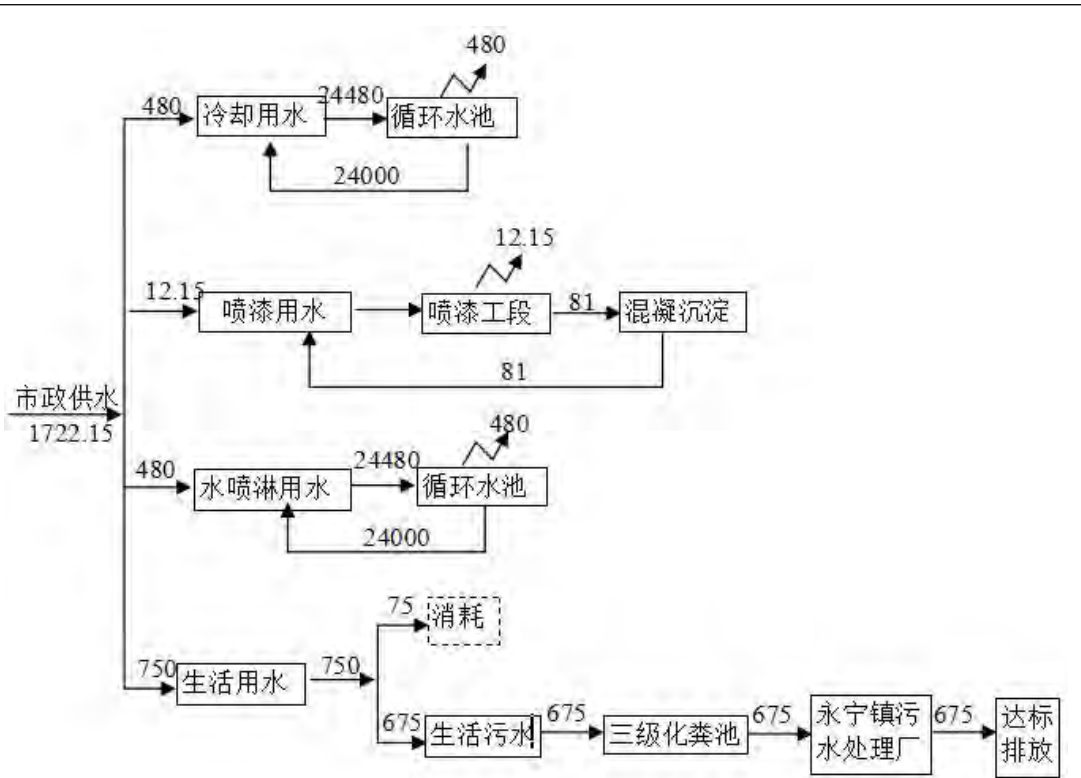 480
480
冷却用水
24480
循环水池
24000
12.15
12.15
喷漆用水
喷漆工段
81
混凝沉淀
81
市政供水
1722.15
480
480
水喷淋用水
24480
循环水池
24000
75
消耗
750
生活用水
750
675
生活污水
675
三级化粪池
675
永宁镇污
水处理厂
675
达标
排放